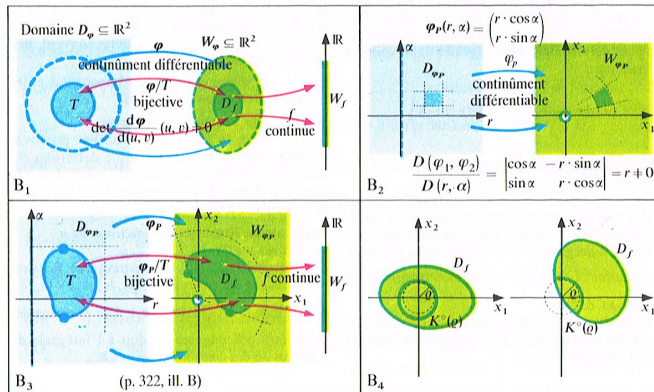 Domaine D_φ ⊆ ℝ² W_φ ⊆ ℝ² ℝ
φ
continûment différentiable
φ/T
bijective
T D_f W_f
f
continue
det dφ/d(u, v) (u, v) ≠ 0
B₁
φ_P(r, α) = (r · cos α
r · sin α)
α x₂
D_φP φ_P W_φP
continûment
différentiable
r x₁
D(φ₁, φ₂)/D(r, α) = |cos α − r · sin α
sin α r · cos α| = r ≠ 0
B₂
α D_φP φ_P x₂ W_φP ℝ
φ_P/T
bijective
T D_f f continue W_f
r x₁
B₃ (p. 322, ill. B)
x₂ D_f x₂ D_f
ϱ ϱ
x₁ x₁
K°(ϱ) K°(ϱ)
B₄